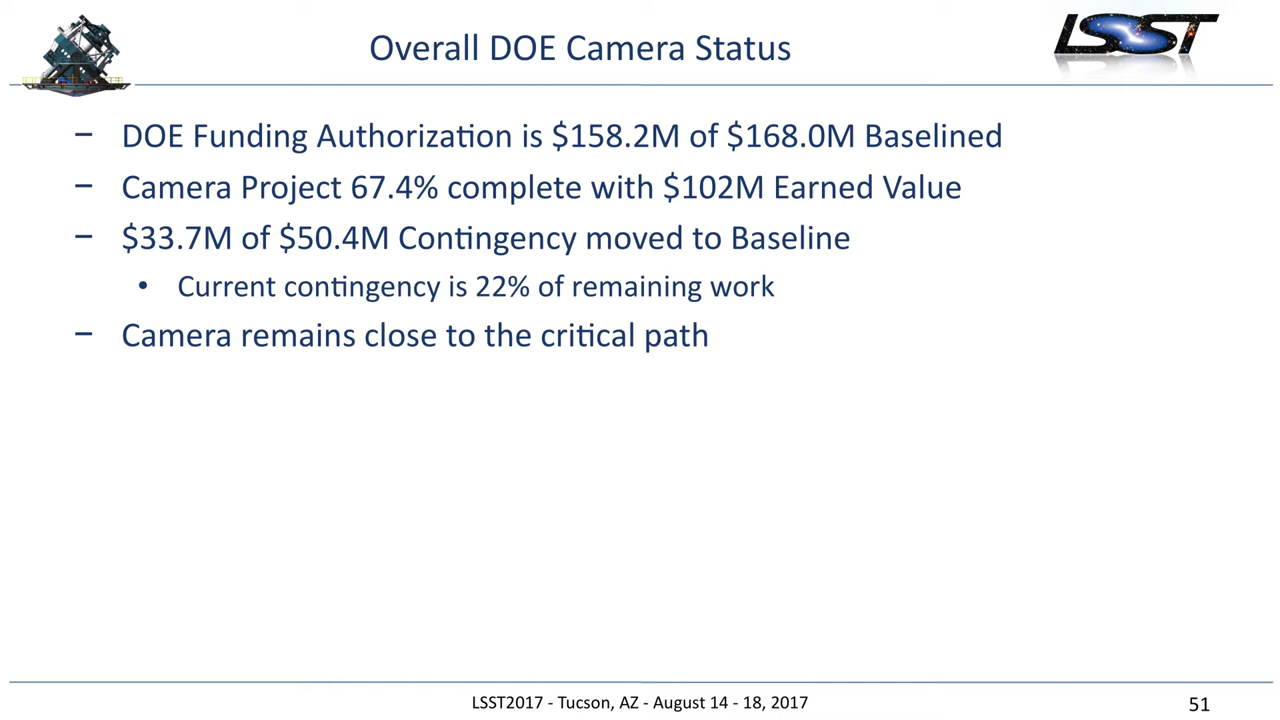 Overall DOE Camera Status
LSST
– DOE Funding Authorization is $158.2M of $168.0M Baselined
– Camera Project 67.4% complete with $102M Earned Value
– $33.7M of $50.4M Contingency moved to Baseline
• Current contingency is 22% of remaining work
– Camera remains close to the critical path
LSST2017 - Tucson, AZ - August 14 - 18, 2017
51